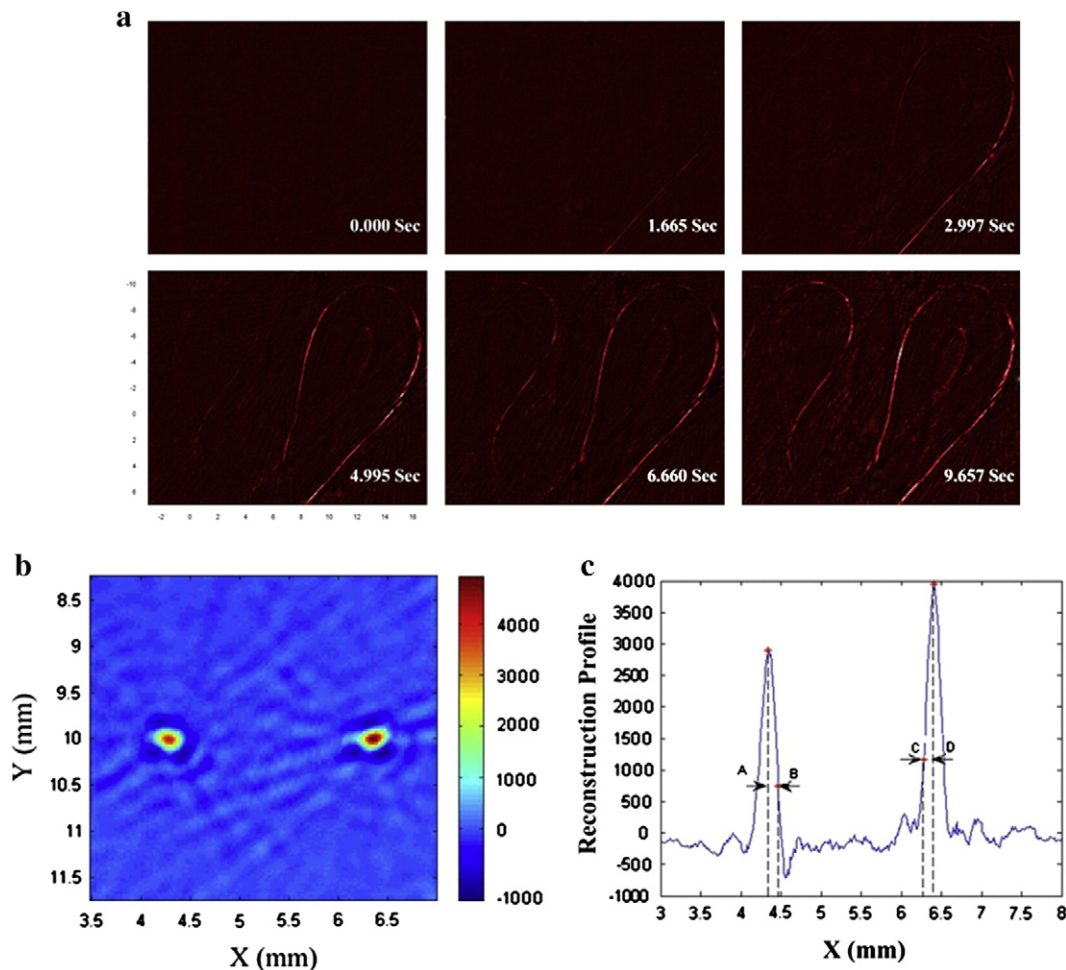 a
0.000 Sec
1.665 Sec
2.997 Sec
-10
-8
-6
-4
-2
0
2
4
6
4.995 Sec
6.660 Sec
9.657 Sec
-2 0 2 4 6 8 10 12 14 16
b
8.5
9
9.5
10
10.5
11
11.5
Y (mm)
3.5 4 4.5 5 5.5 6 6.5
X (mm)
4000
3000
2000
1000
0
-1000
c
4000
3500
3000
2500
2000
1500
1000
500
0
-500
-1000
Reconstruction Profile
A
B
C
D
3 3.5 4 4.5 5 5.5 6 6.5 7 7.5 8
X (mm)